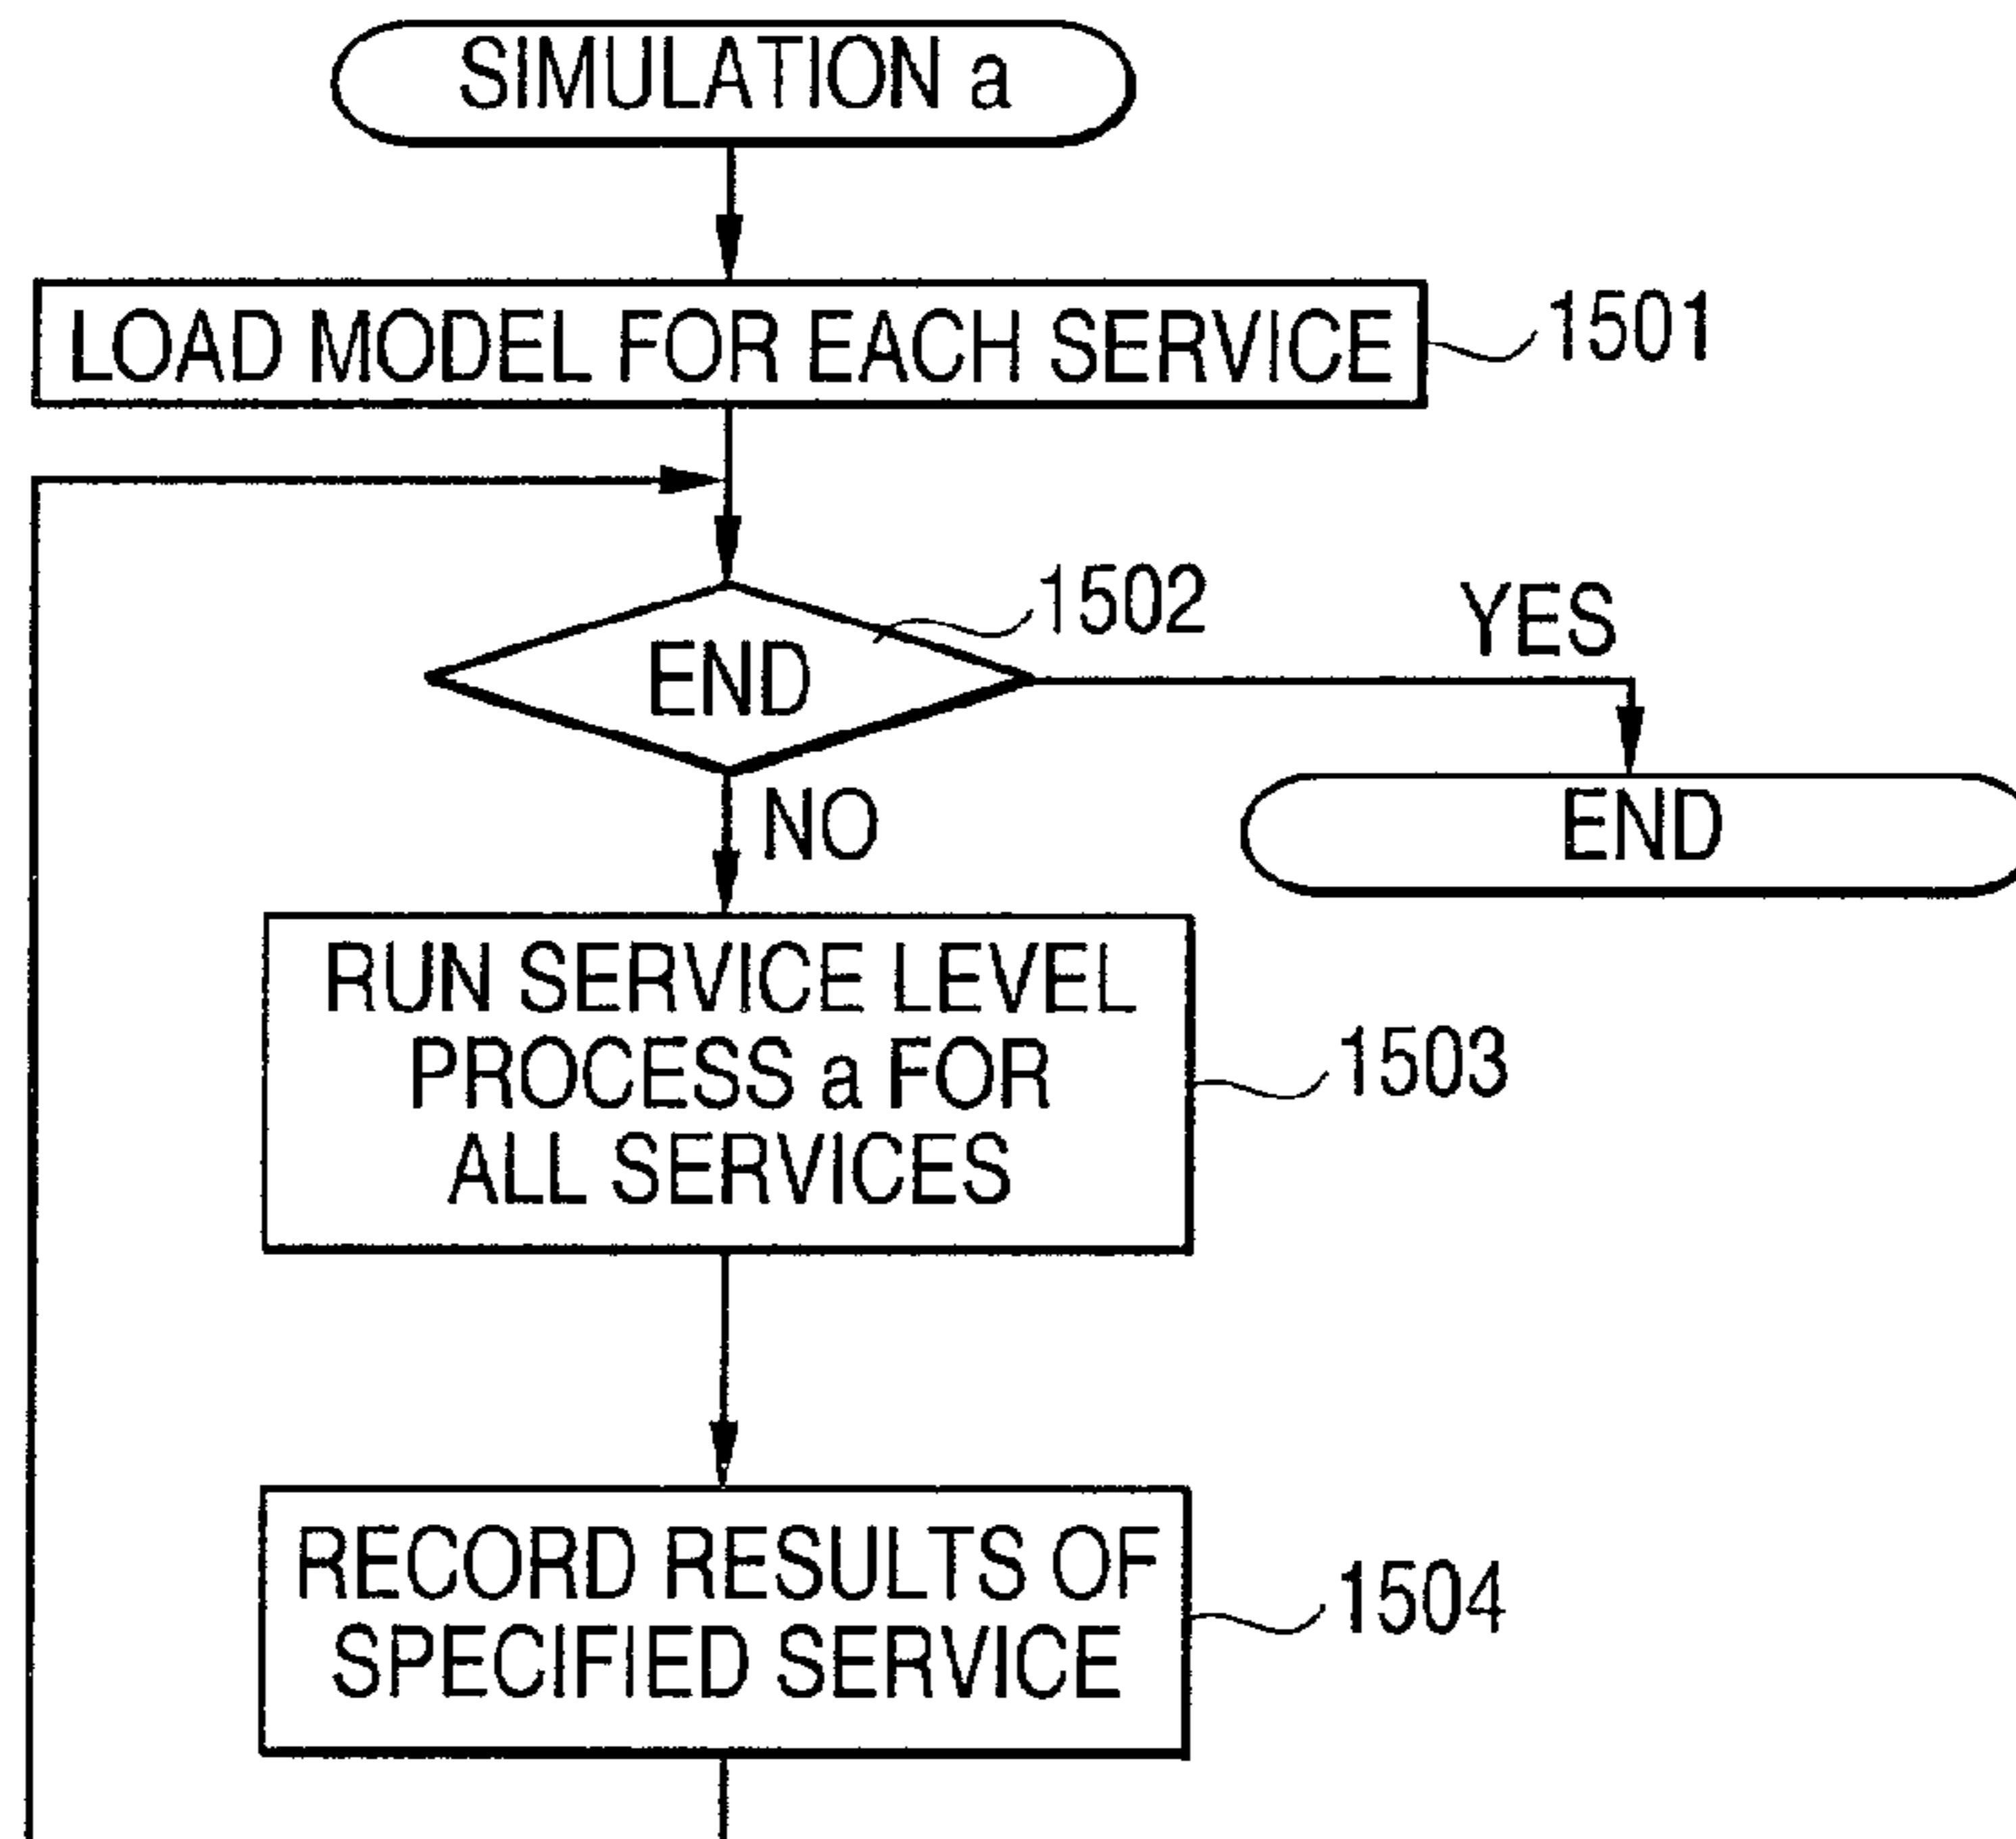 SIMULATION a
LOAD MODEL FOR EACH SERVICE
1501
1502
END
YES
NO
END
RUN SERVICE LEVEL
PROCESS a FOR
ALL SERVICES
1503
RECORD RESULTS OF
SPECIFIED SERVICE
1504